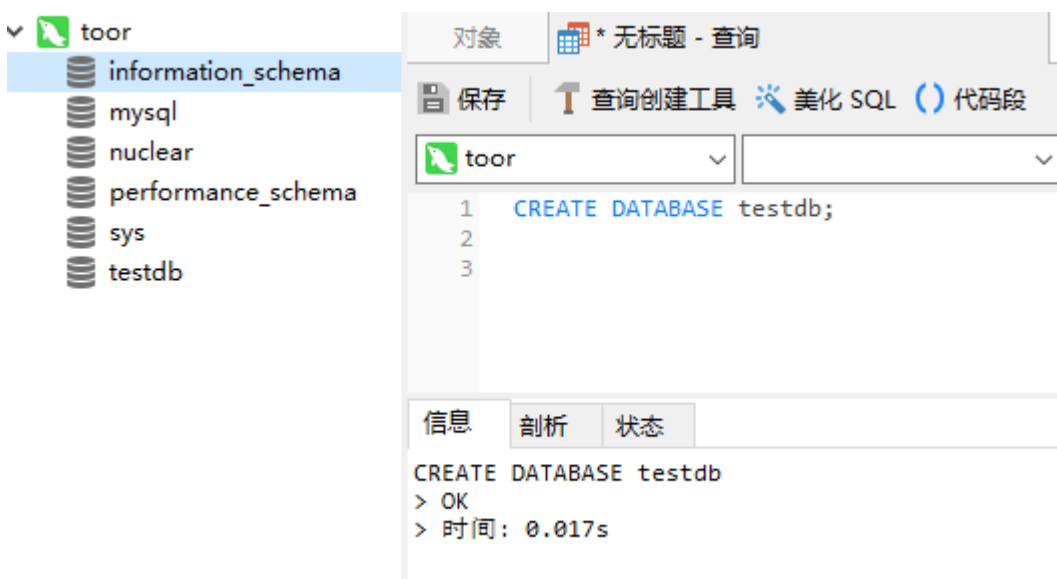 toor
information_schema
mysql
nuclear
performance_schema
sys
testdb
对象
* 无标题 - 查询
保存
查询创建工具
美化 SQL
() 代码段
toor
1 CREATE DATABASE testdb;
2
3
信息
剖析
状态
CREATE DATABASE testdb
> OK
> 时间: 0.017s